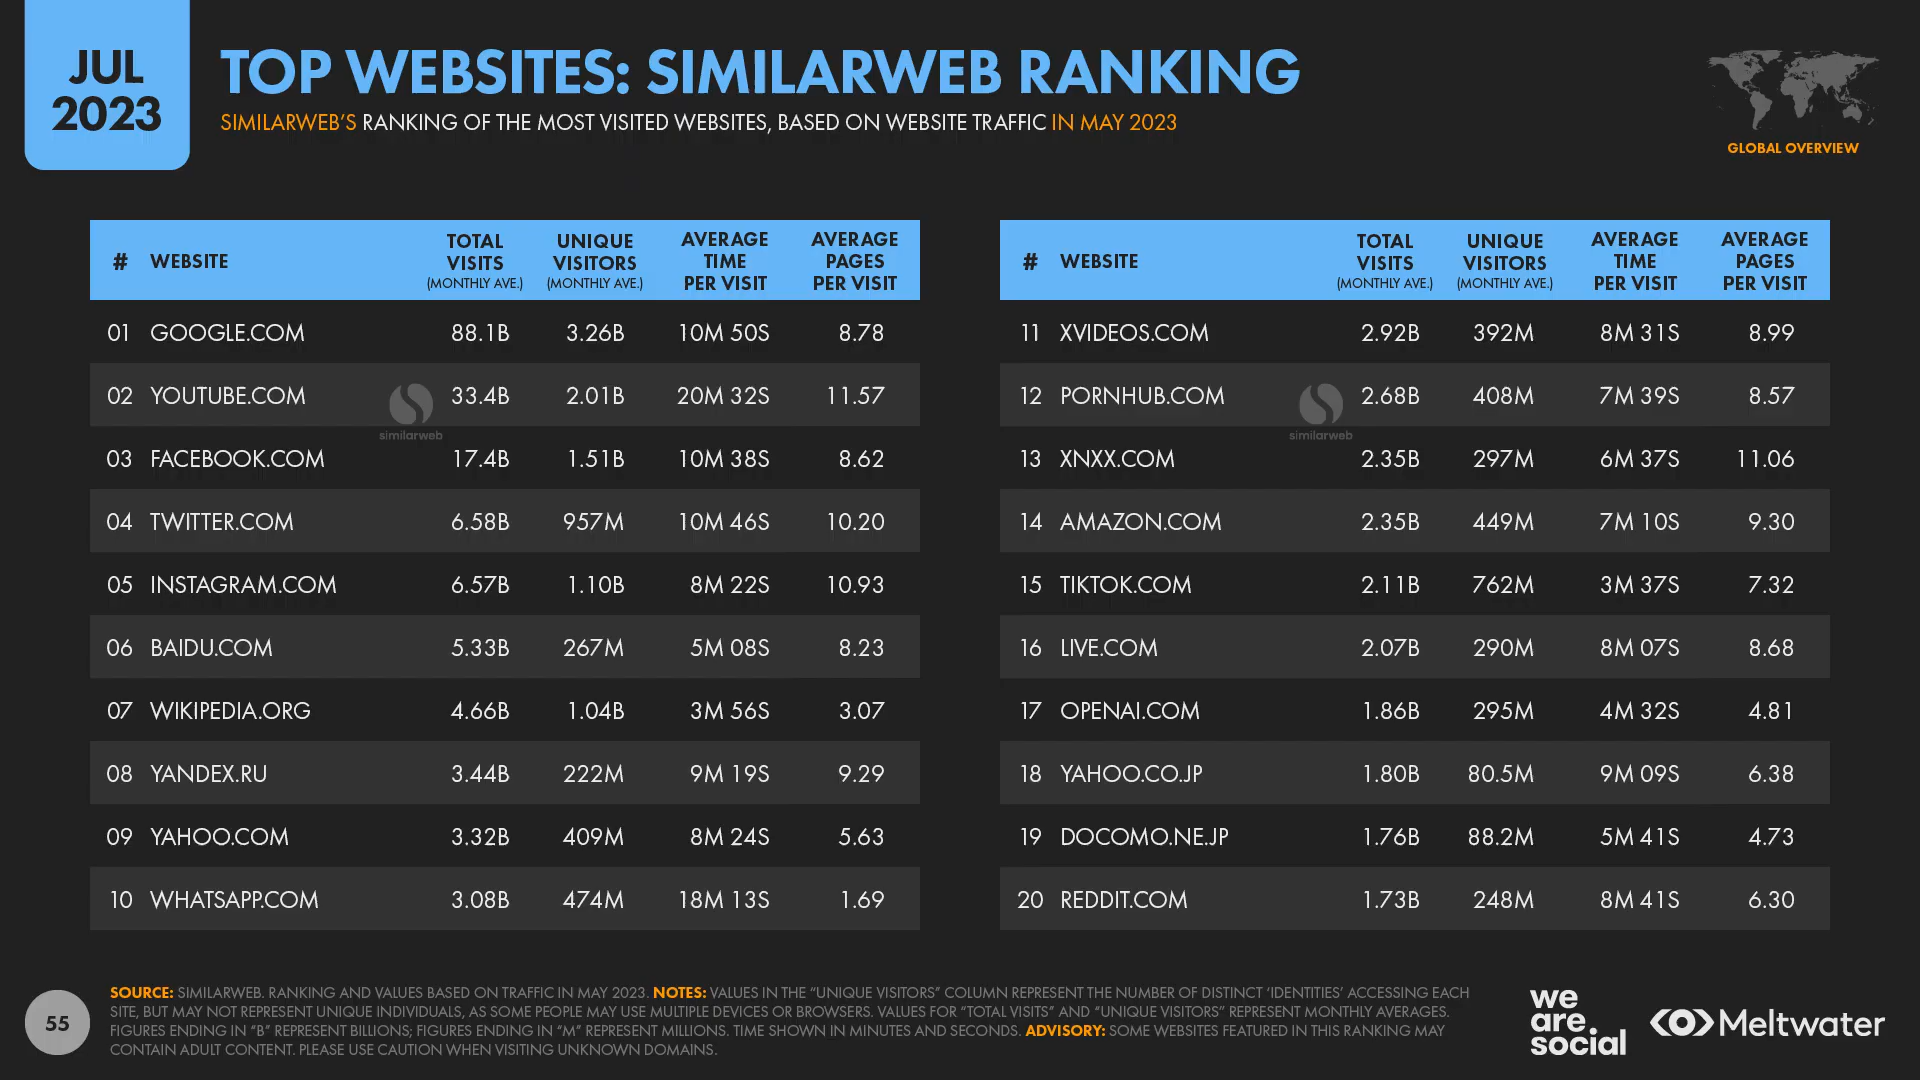 JUL
2023
TOP WEBSITES: SIMILARWEB RANKING
SIMILARWEB'S RANKING OF THE MOST VISITED WEBSITES, BASED ON WEBSITE TRAFFIC IN MAY 2023
GLOBAL OVERVIEW
# WEBSITE TOTAL VISITS (MONTHLY AVE.) UNIQUE VISITORS (MONTHLY AVE.) AVERAGE TIME PER VISIT AVERAGE PAGES PER VISIT
01 GOOGLE.COM 88.1B 3.26B 10M 50S 8.78
02 YOUTUBE.COM 33.4B 2.01B 20M 32S 11.57
similarweb
03 FACEBOOK.COM 17.4B 1.51B 10M 38S 8.62
04 TWITTER.COM 6.58B 957M 10M 46S 10.20
05 INSTAGRAM.COM 6.57B 1.10B 8M 22S 10.93
06 BAIDU.COM 5.33B 267M 5M 08S 8.23
07 WIKIPEDIA.ORG 4.66B 1.04B 3M 56S 3.07
08 YANDEX.RU 3.44B 222M 9M 19S 9.29
09 YAHOO.COM 3.32B 409M 8M 24S 5.63
10 WHATSAPP.COM 3.08B 474M 18M 13S 1.69
# WEBSITE TOTAL VISITS (MONTHLY AVE.) UNIQUE VISITORS (MONTHLY AVE.) AVERAGE TIME PER VISIT AVERAGE PAGES PER VISIT
11 XVIDEOS.COM 2.92B 392M 8M 31S 8.99
12 PORNHUB.COM 2.68B 408M 7M 39S 8.57
similarweb
13 XNXX.COM 2.35B 297M 6M 37S 11.06
14 AMAZON.COM 2.35B 449M 7M 10S 9.30
15 TIKTOK.COM 2.11B 762M 3M 37S 7.32
16 LIVE.COM 2.07B 290M 8M 07S 8.68
17 OPENAI.COM 1.86B 295M 4M 32S 4.81
18 YAHOO.CO.JP 1.80B 80.5M 9M 09S 6.38
19 DOCOMO.NE.JP 1.76B 88.2M 5M 41S 4.73
20 REDDIT.COM 1.73B 248M 8M 41S 6.30
55
SOURCE: SIMILARWEB. RANKING AND VALUES BASED ON TRAFFIC IN MAY 2023. NOTES: VALUES IN THE "UNIQUE VISITORS" COLUMN REPRESENT THE NUMBER OF DISTINCT 'IDENTITIES' ACCESSING EACH
SITE, BUT MAY NOT REPRESENT UNIQUE INDIVIDUALS, AS SOME PEOPLE MAY USE MULTIPLE DEVICES OR BROWSERS. VALUES FOR "TOTAL VISITS" AND "UNIQUE VISITORS" REPRESENT MONTHLY AVERAGES.
FIGURES ENDING IN "B" REPRESENT BILLIONS; FIGURES ENDING IN "M" REPRESENT MILLIONS. TIME SHOWN IN MINUTES AND SECONDS. ADVISORY: SOME WEBSITES FEATURED IN THIS RANKING MAY
CONTAIN ADULT CONTENT. PLEASE USE CAUTION WHEN VISITING UNKNOWN DOMAINS.
we
are
social
Meltwater